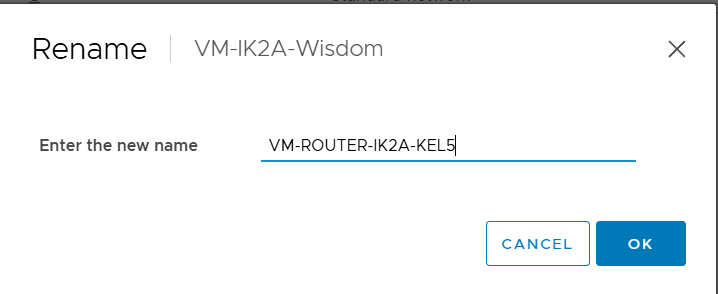 Rename VM-IK2A-Wisdom
Enter the new name VM-ROUTER-IK2A-KEL5
CANCEL OK